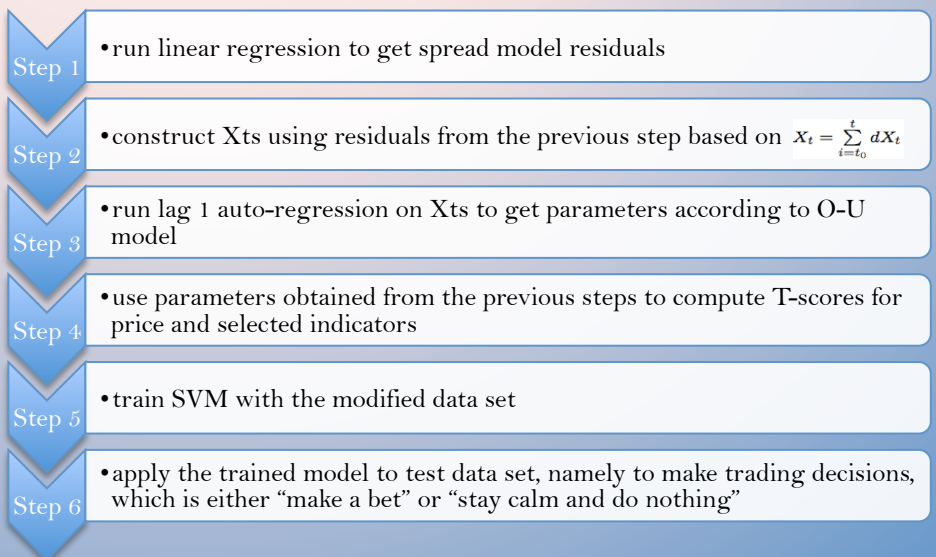 Step 1
•run linear regression to get spread model residuals
Step 2
•construct Xts using residuals from the previous step based on X_t = \sum_{i=t_0}^{t} dX_t
Step 3
•run lag 1 auto-regression on Xts to get parameters according to O-U
model
Step 4
•use parameters obtained from the previous steps to compute T-scores for
price and selected indicators
Step 5
•train SVM with the modified data set
Step 6
•apply the trained model to test data set, namely to make trading decisions,
which is either “make a bet” or “stay calm and do nothing”